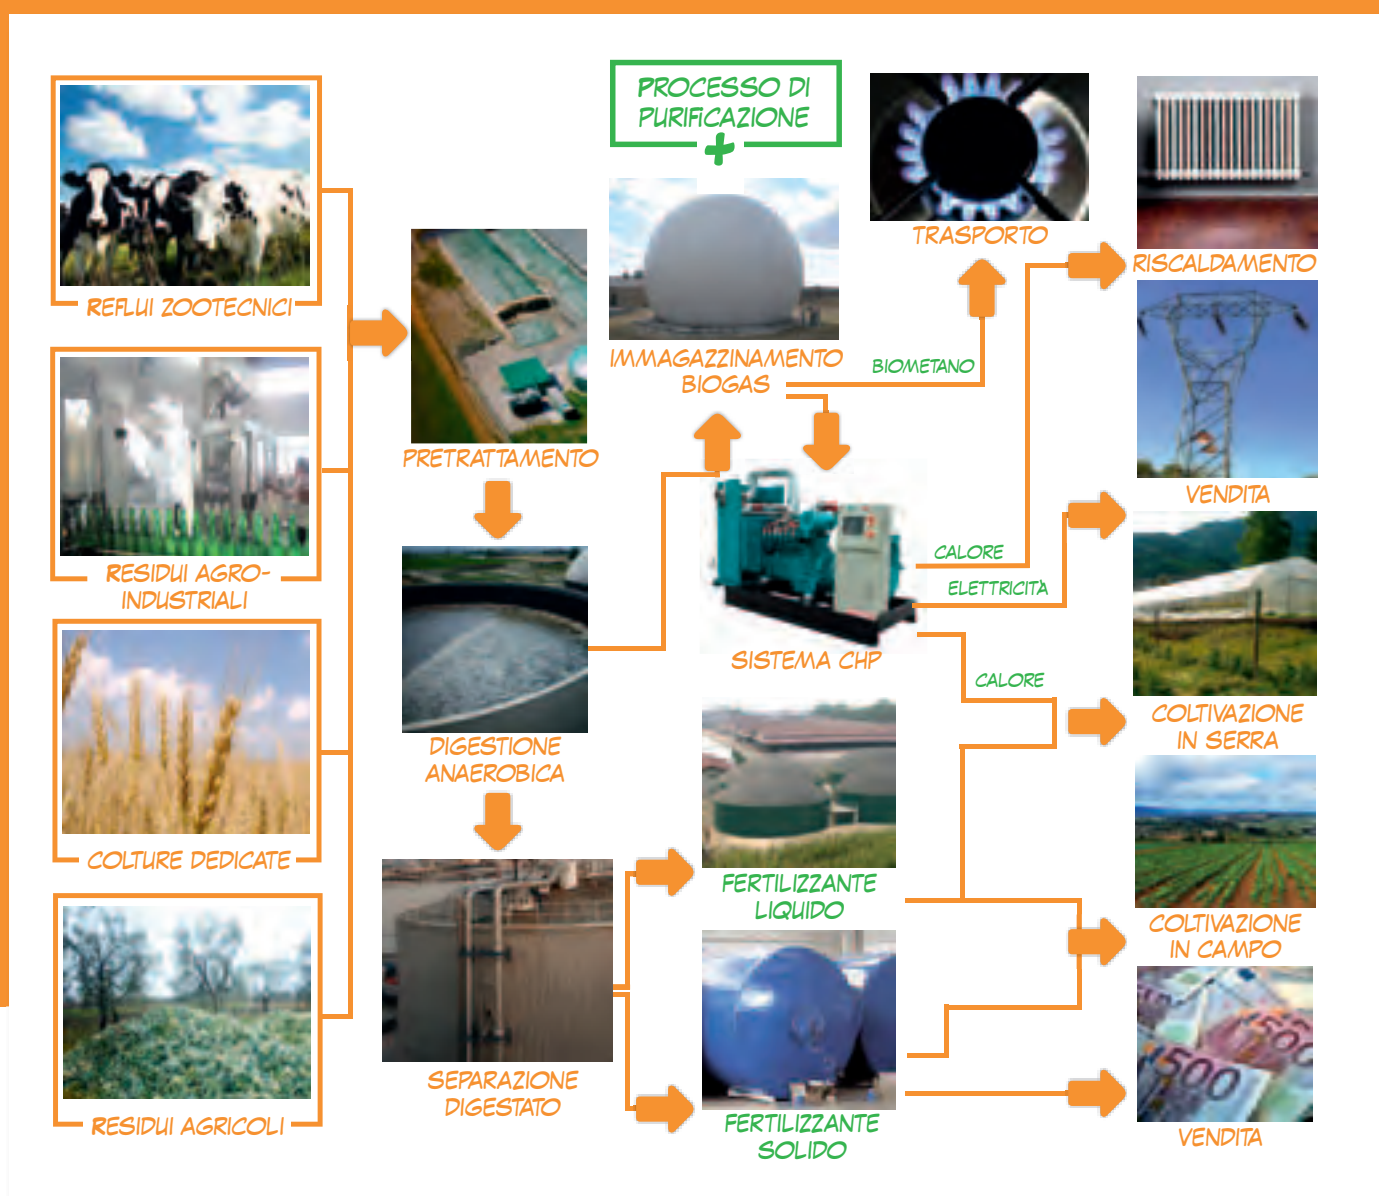 REFLUI ZOOTECNICI
RESIDUI AGRO-
INDUSTRIALI
COLTURE DEDICATE
RESIDUI AGRICOLI
PRETRATTAMENTO
DIGESTIONE
ANAEROBICA
SEPARAZIONE
DIGESTATO
PROCESSO DI
PURIFICAZIONE
+
IMMAGAZZINAMENTO
BIOGAS
BIOMETANO
TRASPORTO
SISTEMA CHP
CALORE
ELETTRICITÀ
CALORE
FERTILIZZANTE
LIQUIDO
FERTILIZZANTE
SOLIDO
RISCALDAMENTO
VENDITA
COLTIVAZIONE
IN SERRA
COLTIVAZIONE
IN CAMPO
500
500
VENDITA